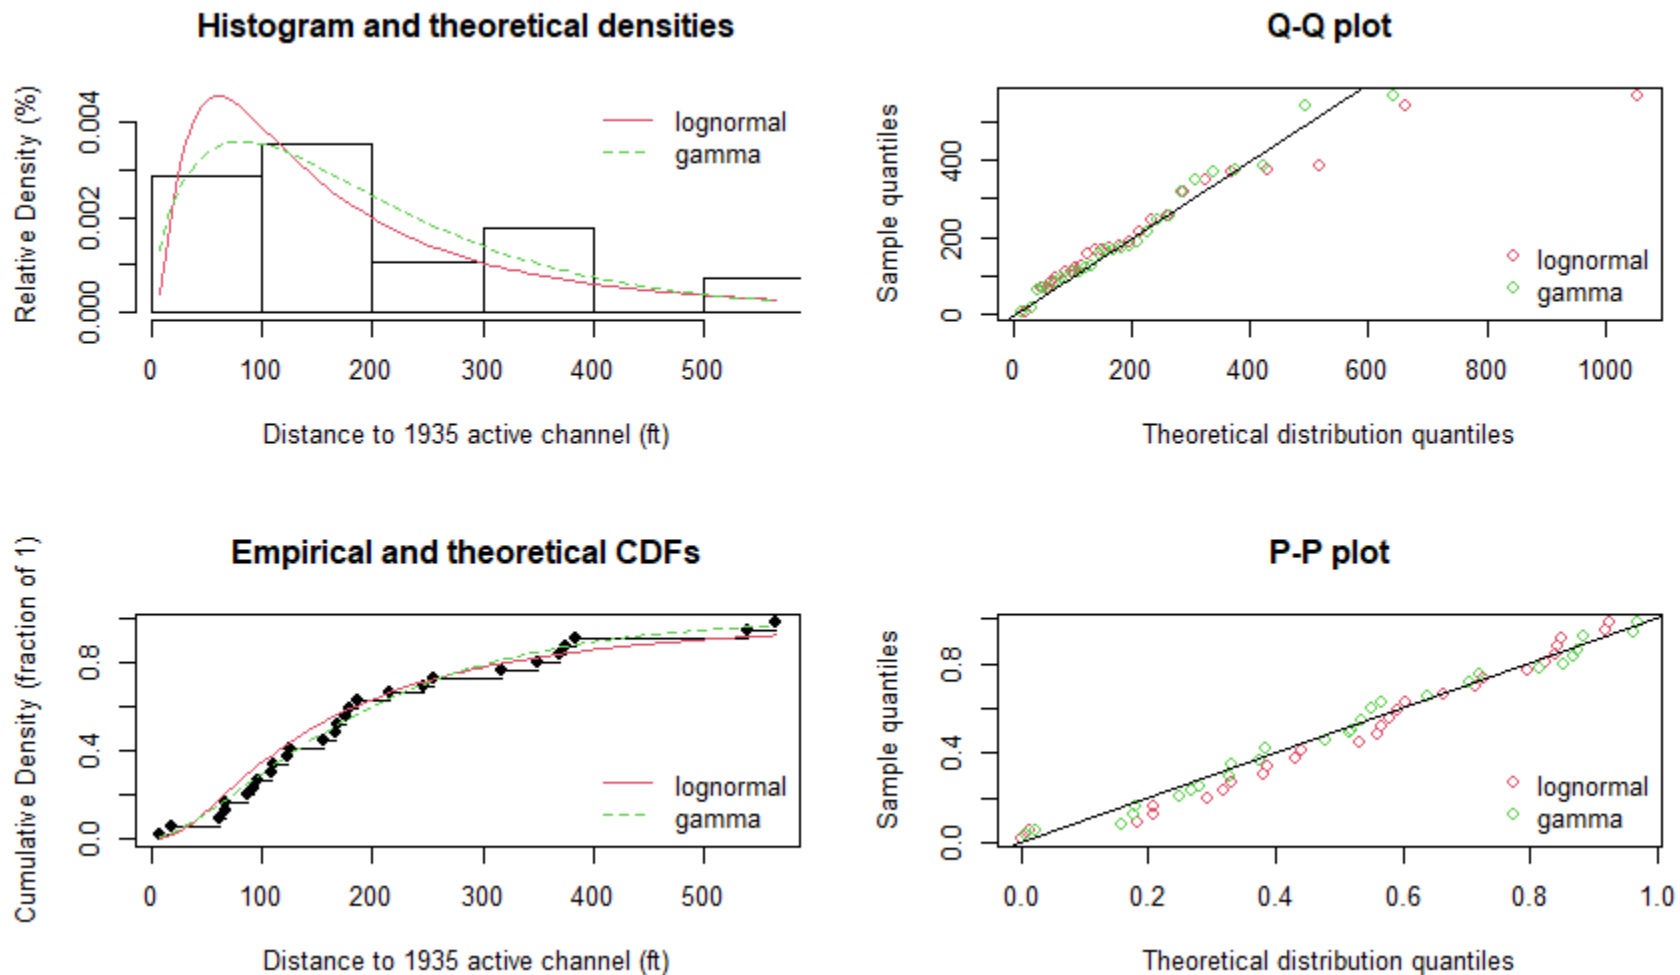 Histogram and theoretical densities
Relative Density (%)
0.004
0.002
0.000
lognormal
gamma
0 100 200 300 400 500
Distance to 1935 active channel (ft)
Q-Q plot
Sample quantiles
400
200
0
lognormal
gamma
0 200 400 600 800 1000
Theoretical distribution quantiles
Empirical and theoretical CDFs
Cumulative Density (fraction of 1)
0.8
0.4
0.0
lognormal
gamma
0 100 200 300 400 500
Distance to 1935 active channel (ft)
P-P plot
Sample quantiles
0.8
0.4
0.0
lognormal
gamma
0.0 0.2 0.4 0.6 0.8 1.0
Theoretical distribution quantiles